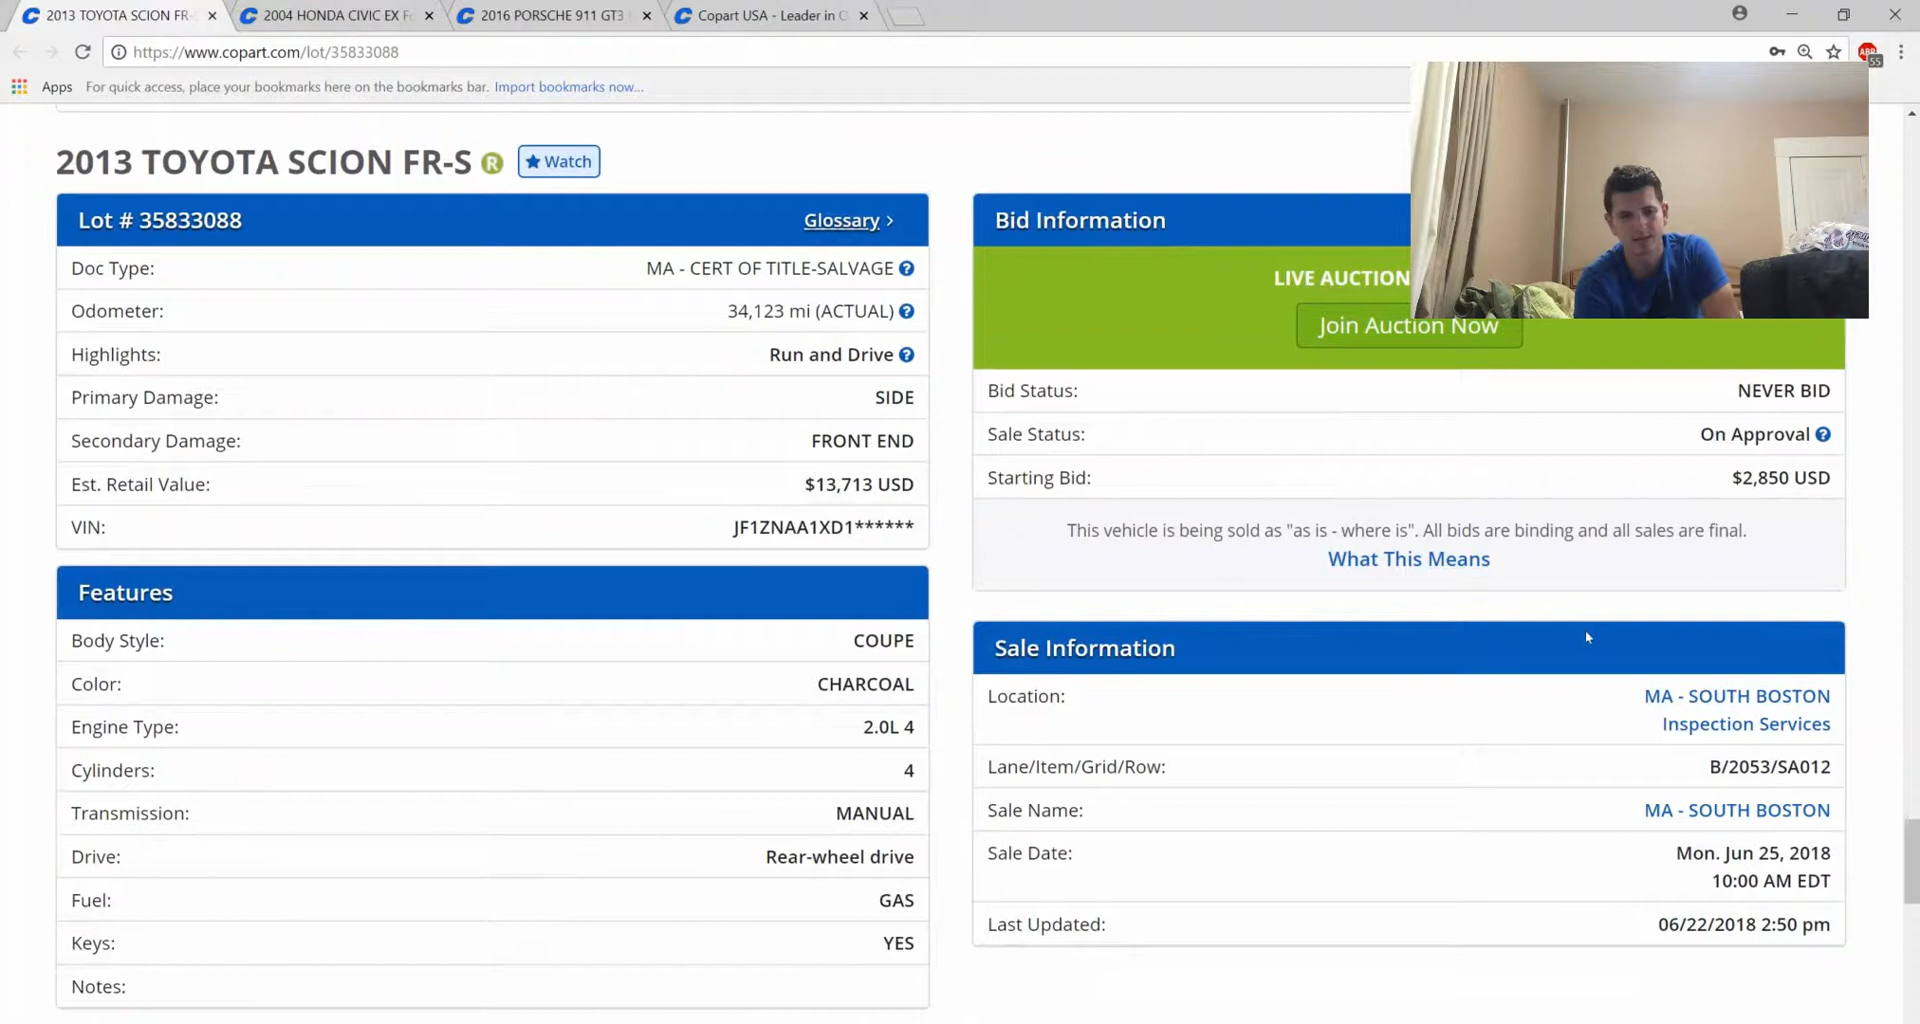 2013 TOYOTA SCION FR-
2004 HONDA CIVIC EX F
2016 PORSCHE 911 GT3
Copart USA - Leader in
https://www.copart.com/lot/35833088
ABP
55
Apps
For quick access, place your bookmarks here on the bookmarks bar. Import bookmarks now...
2013 TOYOTA SCION FR-S R
Watch
Lot # 35833088
Glossary >
Doc Type: MA - CERT OF TITLE-SALVAGE ?
Odometer: 34,123 mi (ACTUAL) ?
Highlights: Run and Drive ?
Primary Damage: SIDE
Secondary Damage: FRONT END
Est. Retail Value: $13,713 USD
VIN: JF1ZNAA1XD1******
Features
Body Style: COUPE
Color: CHARCOAL
Engine Type: 2.0L 4
Cylinders: 4
Transmission: MANUAL
Drive: Rear-wheel drive
Fuel: GAS
Keys: YES
Notes:
Bid Information
LIVE AUCTION
Join Auction Now
Bid Status: NEVER BID
Sale Status: On Approval ?
Starting Bid: $2,850 USD
This vehicle is being sold as "as is - where is". All bids are binding and all sales are final.
What This Means
Sale Information
Location: MA - SOUTH BOSTON
Inspection Services
Lane/Item/Grid/Row: B/2053/SA012
Sale Name: MA - SOUTH BOSTON
Sale Date: Mon. Jun 25, 2018
10:00 AM EDT
Last Updated: 06/22/2018 2:50 pm